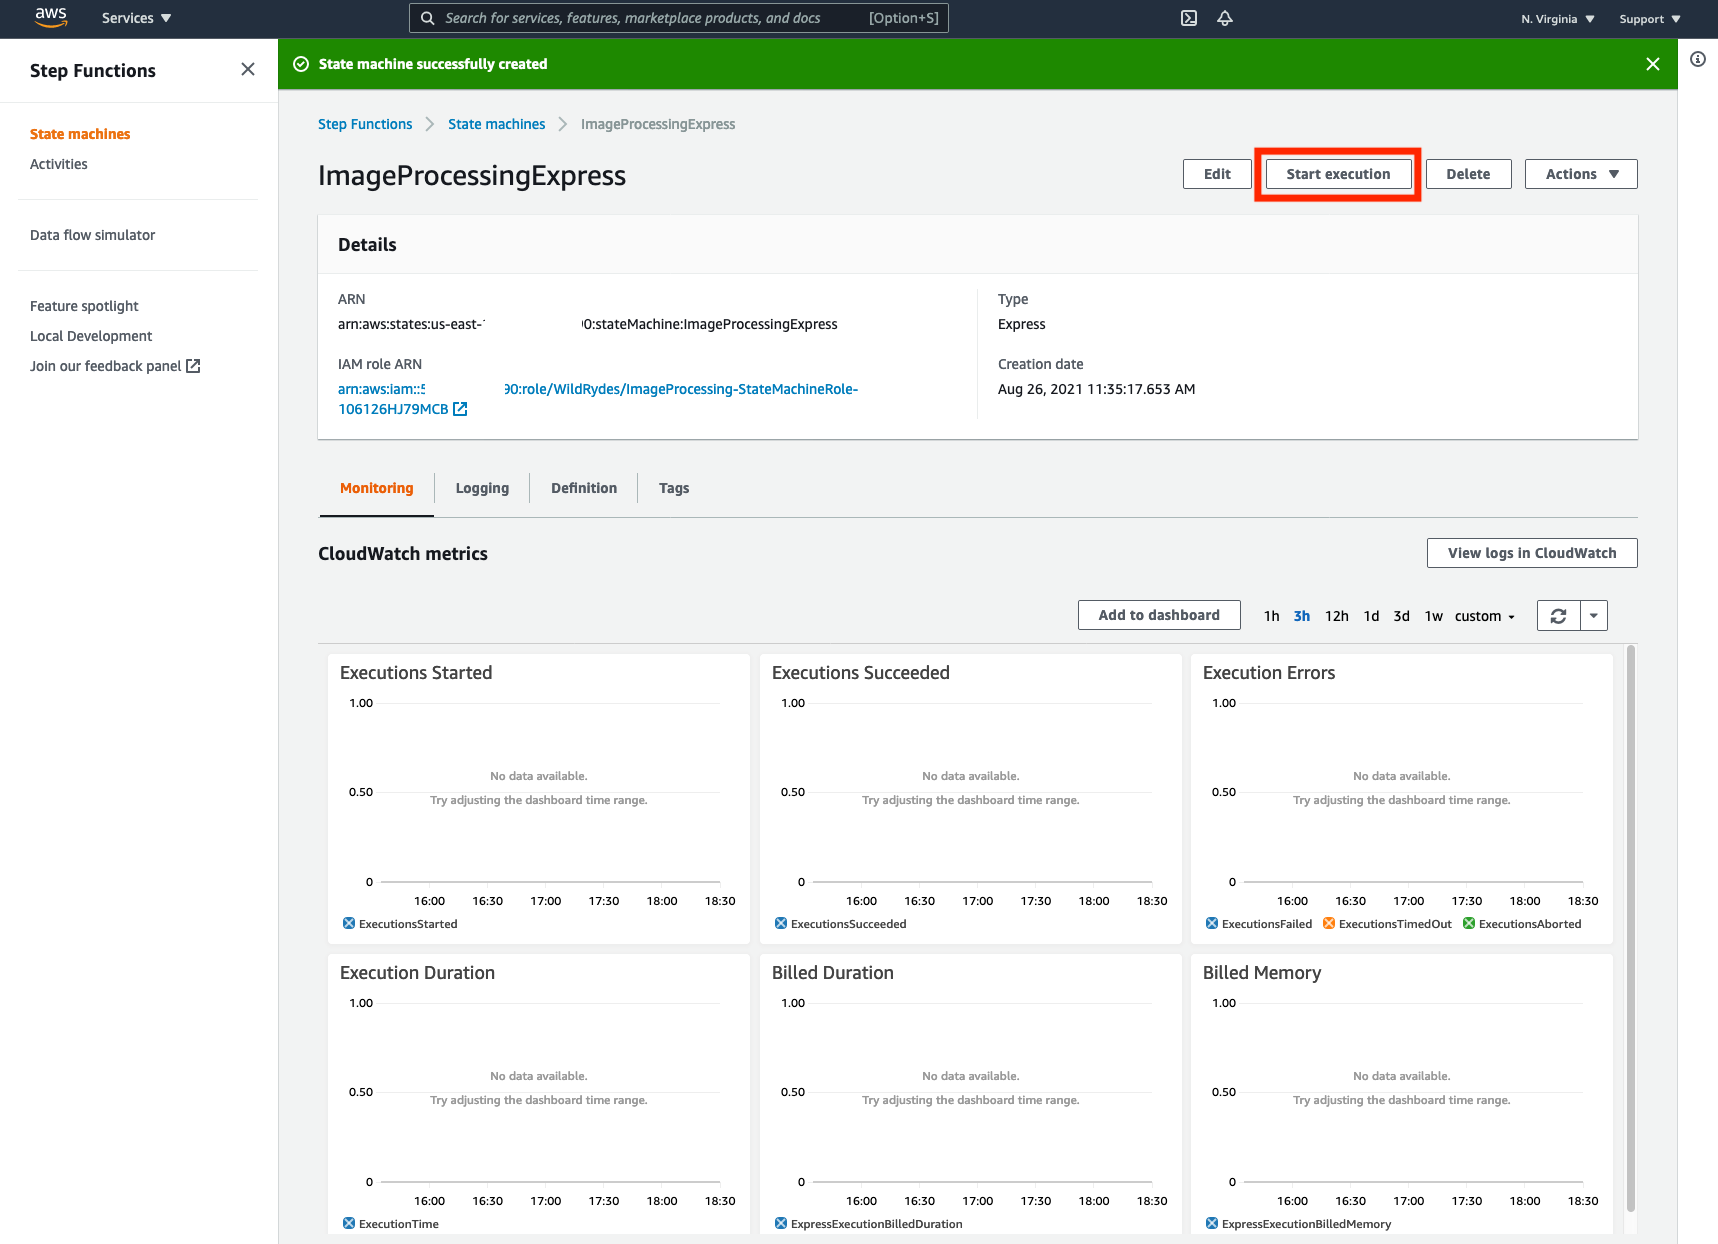 aws Services Search for services, features, marketplace products, and docs [Option+S] N. Virginia Support
Step Functions
State machines
Activities
Data flow simulator
Feature spotlight
Local Development
Join our feedback panel
State machine successfully created
Step Functions State machines ImageProcessingExpress
ImageProcessingExpress
Edit Start execution Delete Actions
Details
ARN
arn:aws:states:us-east- 0:stateMachine:ImageProcessingExpress
IAM role ARN
arn:aws:iam::5 90:role/WildRydes/ImageProcessing-StateMachineRole-
106126HJ79MCB
Type
Express
Creation date
Aug 26, 2021 11:35:17.653 AM
Monitoring Logging Definition Tags
CloudWatch metrics
View logs in CloudWatch
Add to dashboard 1h 3h 12h 1d 3d 1w custom
Executions Started
1.00
No data available.
0.50
Try adjusting the dashboard time range.
0
16:00 16:30 17:00 17:30 18:00 18:30
ExecutionsStarted
Executions Succeeded
1.00
No data available.
0.50
Try adjusting the dashboard time range.
0
16:00 16:30 17:00 17:30 18:00 18:30
ExecutionsSucceeded
Execution Errors
1.00
No data available.
0.50
Try adjusting the dashboard time range.
0
16:00 16:30 17:00 17:30 18:00 18:30
ExecutionsFailed ExecutionsTimedOut ExecutionsAborted
Execution Duration
1.00
No data available.
0.50
Try adjusting the dashboard time range.
0
16:00 16:30 17:00 17:30 18:00 18:30
ExecutionTime
Billed Duration
1.00
No data available.
0.50
Try adjusting the dashboard time range.
0
16:00 16:30 17:00 17:30 18:00 18:30
ExpressExecutionBilledDuration
Billed Memory
1.00
No data available.
0.50
Try adjusting the dashboard time range.
0
16:00 16:30 17:00 17:30 18:00 18:30
ExpressExecutionBilledMemory